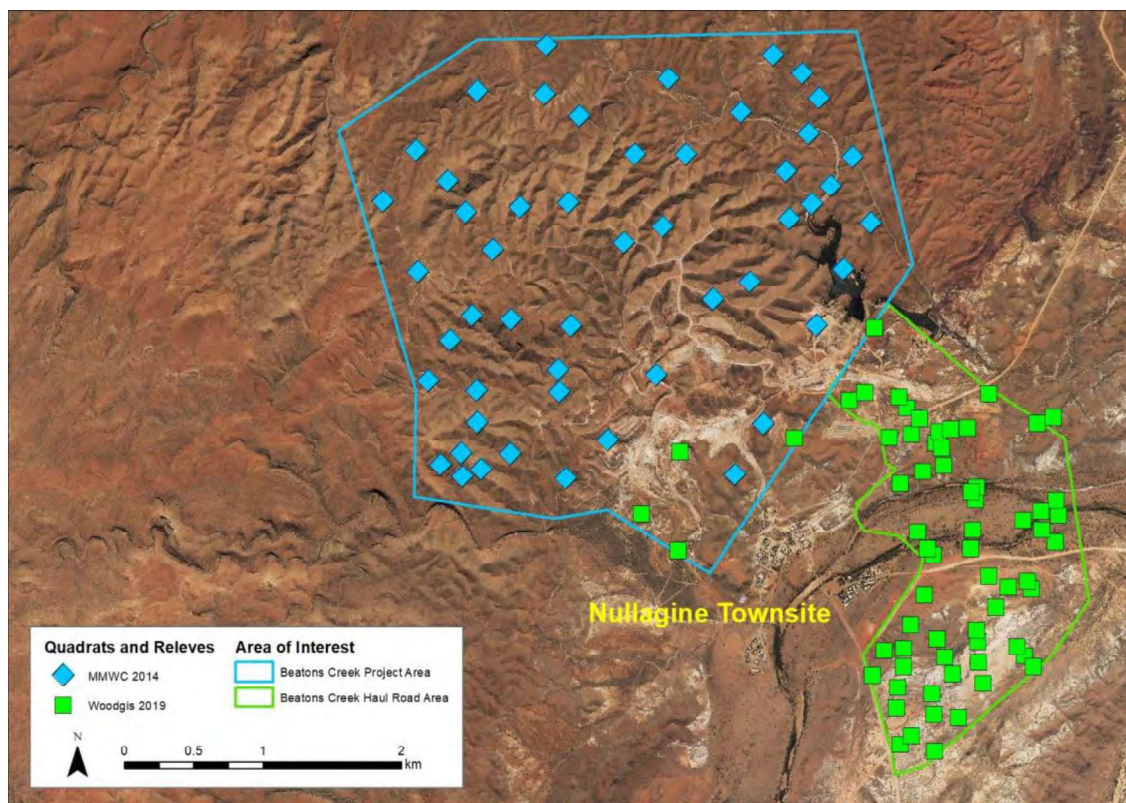 Nullagine Townsite
Quadrats and Releves
MMWC 2014
Woodgis 2019
Area of Interest
Beatons Creek Project Area
Beatons Creek Haul Road Area
N
0 0.5 1 2
km